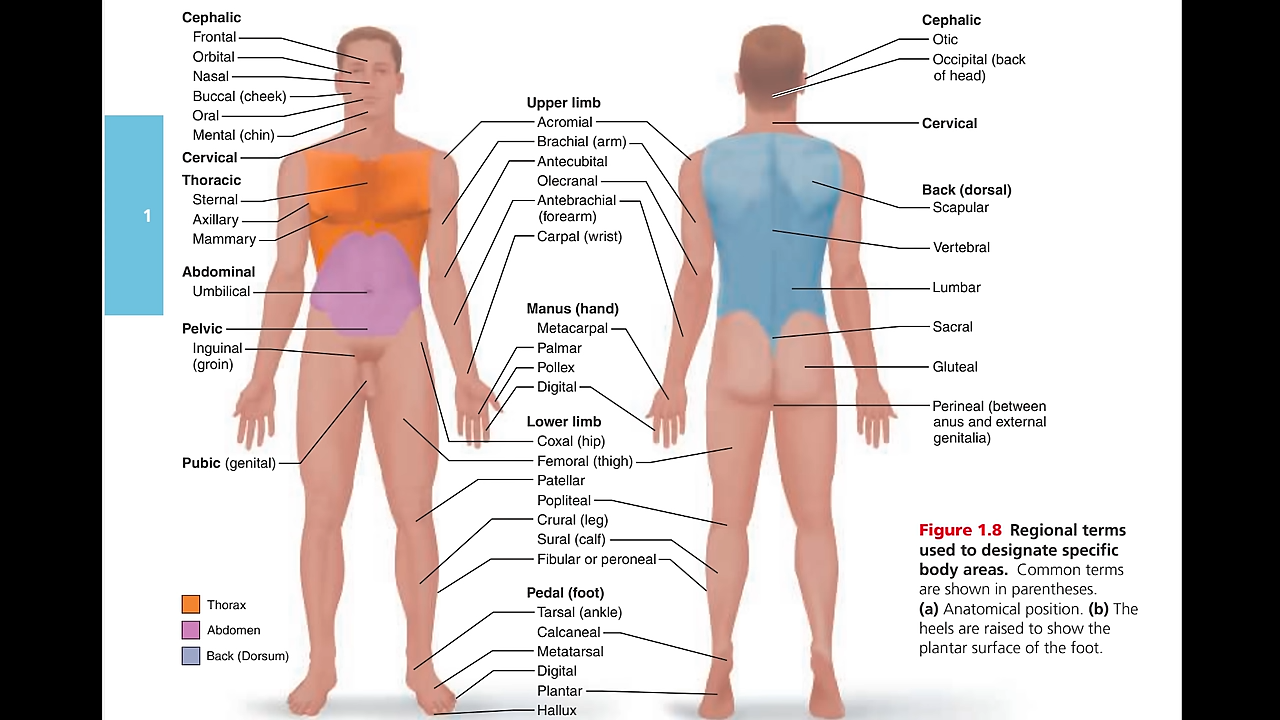 Cephalic
Frontal
Orbital
Nasal
Buccal (cheek)
Oral
Mental (chin)
Cervical
Thoracic
Sternal
Axillary
Mammary
Abdominal
Umbilical
Pelvic
Inguinal
(groin)
Pubic (genital)
1
Thorax
Abdomen
Back (Dorsum)
Upper limb
Acromial
Brachial (arm)
Antecubital
Olecranal
Antebrachial
(forearm)
Carpal (wrist)
Manus (hand)
Metacarpal
Palmar
Pollex
Digital
Lower limb
Coxal (hip)
Femoral (thigh)
Patellar
Popliteal
Crural (leg)
Sural (calf)
Fibular or peroneal
Pedal (foot)
Tarsal (ankle)
Calcaneal
Metatarsal
Digital
Plantar
Hallux
Cephalic
Otic
Occipital (back
of head)
Cervical
Back (dorsal)
Scapular
Vertebral
Lumbar
Sacral
Gluteal
Perineal (between
anus and external
genitalia)
Figure 1.8 Regional terms
used to designate specific
body areas. Common terms
are shown in parentheses.
(a) Anatomical position. (b) The
heels are raised to show the
plantar surface of the foot.